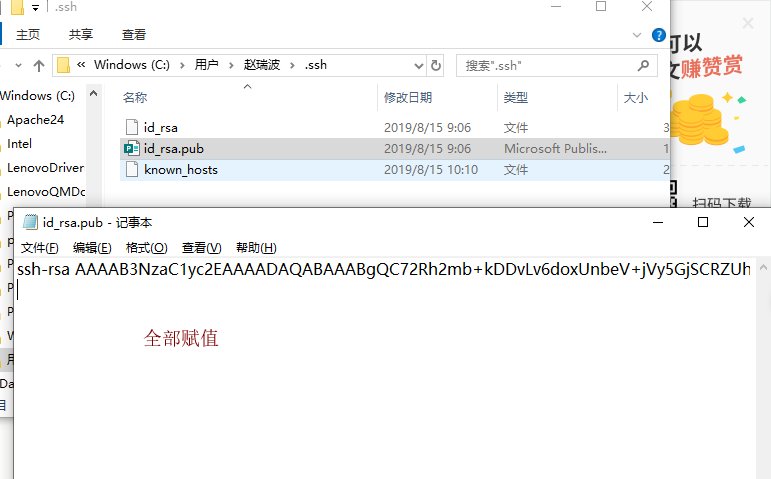 .ssh
主页 共享 查看
« Windows (C:) › 用户 › 赵瑞波 › .ssh
搜索".ssh"
可以
文赚赞赏
扫码下载
Windows (C:)
Apache24
Intel
LenovoDriver
LenovoQMDo
名称 修改日期 类型 大小
id_rsa 2019/8/15 9:06 文件 3
id_rsa.pub 2019/8/15 9:06 Microsoft Publis... 1
known_hosts 2019/8/15 10:10 文件 2
id_rsa.pub - 记事本
文件(F) 编辑(E) 格式(O) 查看(V) 帮助(H)
ssh-rsa AAAAB3NzaC1yc2EAAAADAQABAAABgQC72Rh2mb+kDDvLv6doxUnbeV+jVy5GjSCRZUh
全部赋值